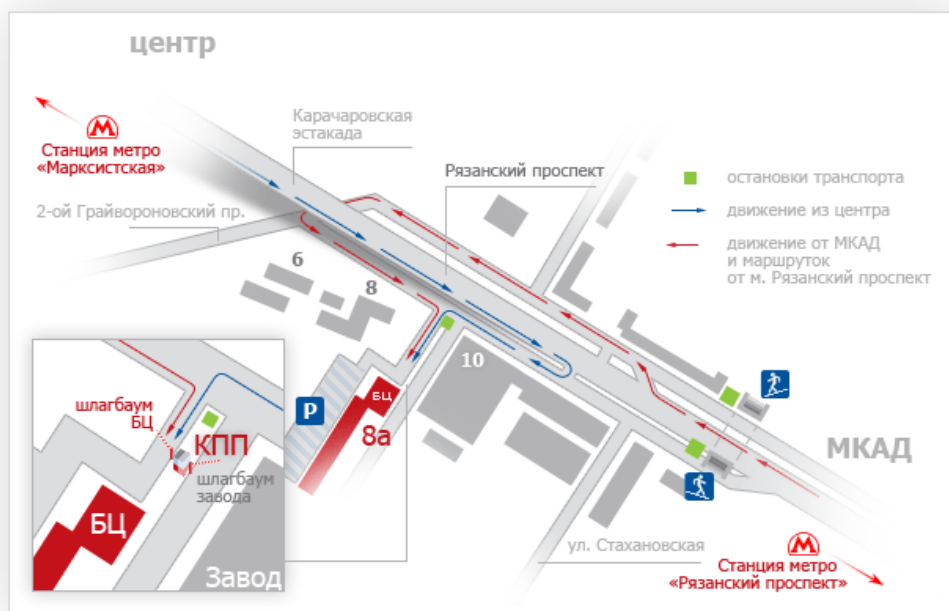 центр
Станция метро
«Марксистская»
Карачаровская
эстакада
Рязанский проспект
2-ой Грайвороновский пр.
остановки транспорта
движение из центра
движение от МКАД
и маршруток
от м. Рязанский проспект
6
8
10
P
БЦ
8а
МКАД
ул. Стахановская
Станция метро
«Рязанский проспект»
шлагбаум
БЦ
КПП
шлагбаум
завода
БЦ
Завод